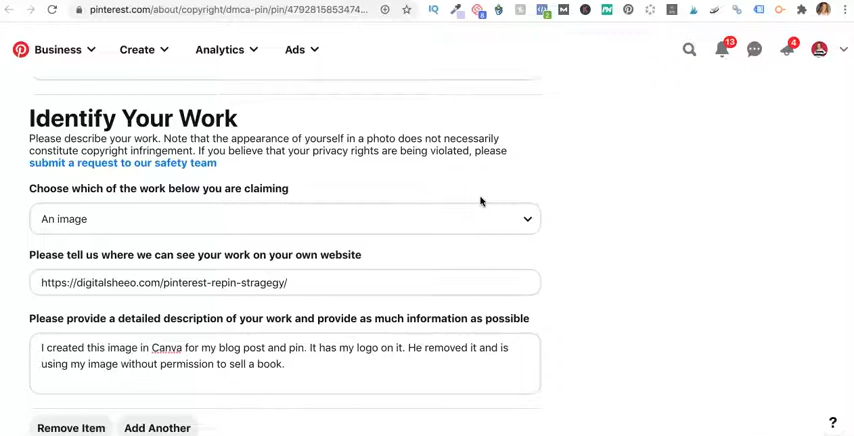 pinterest.com/about/copyright/dmca-pin/pin/4792815853474...
IQ
8
2
M
K
13
4
Business
Create
Analytics
Ads
Identify Your Work
Please describe your work. Note that the appearance of yourself in a photo does not necessarily
constitute copyright infringement. If you believe that your privacy rights are being violated, please
submit a request to our safety team
Choose which of the work below you are claiming
An image
Please tell us where we can see your work on your own website
https://digitalsheeo.com/pinterest-repin-stragegy/
Please provide a detailed description of your work and provide as much information as possible
I created this image in Canva for my blog post and pin. It has my logo on it. He removed it and is
using my image without permission to sell a book.
Remove Item
Add Another
?